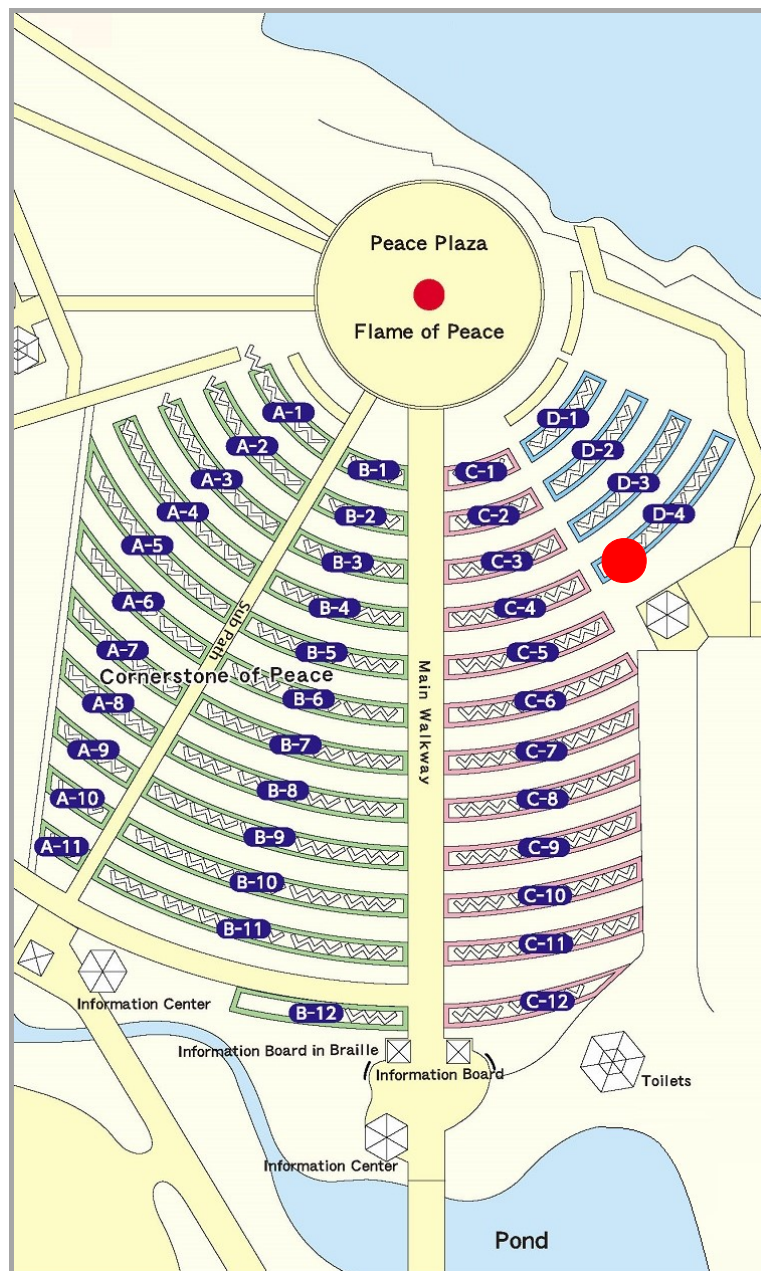 Peace Plaza
Flame of Peace
A-1
A-2
A-3
A-4
A-5
A-6
A-7
A-8
A-9
A-10
A-11
B-1
B-2
B-3
B-4
B-5
B-6
B-7
B-8
B-9
B-10
B-11
B-12
C-1
C-2
C-3
C-4
C-5
C-6
C-7
C-8
C-9
C-10
C-11
C-12
D-1
D-2
D-3
D-4
Sub Path
Cornerstone of Peace
Main Walkway
Information Center
Information Board in Braille
Information Board
Toilets
Information Center
Pond